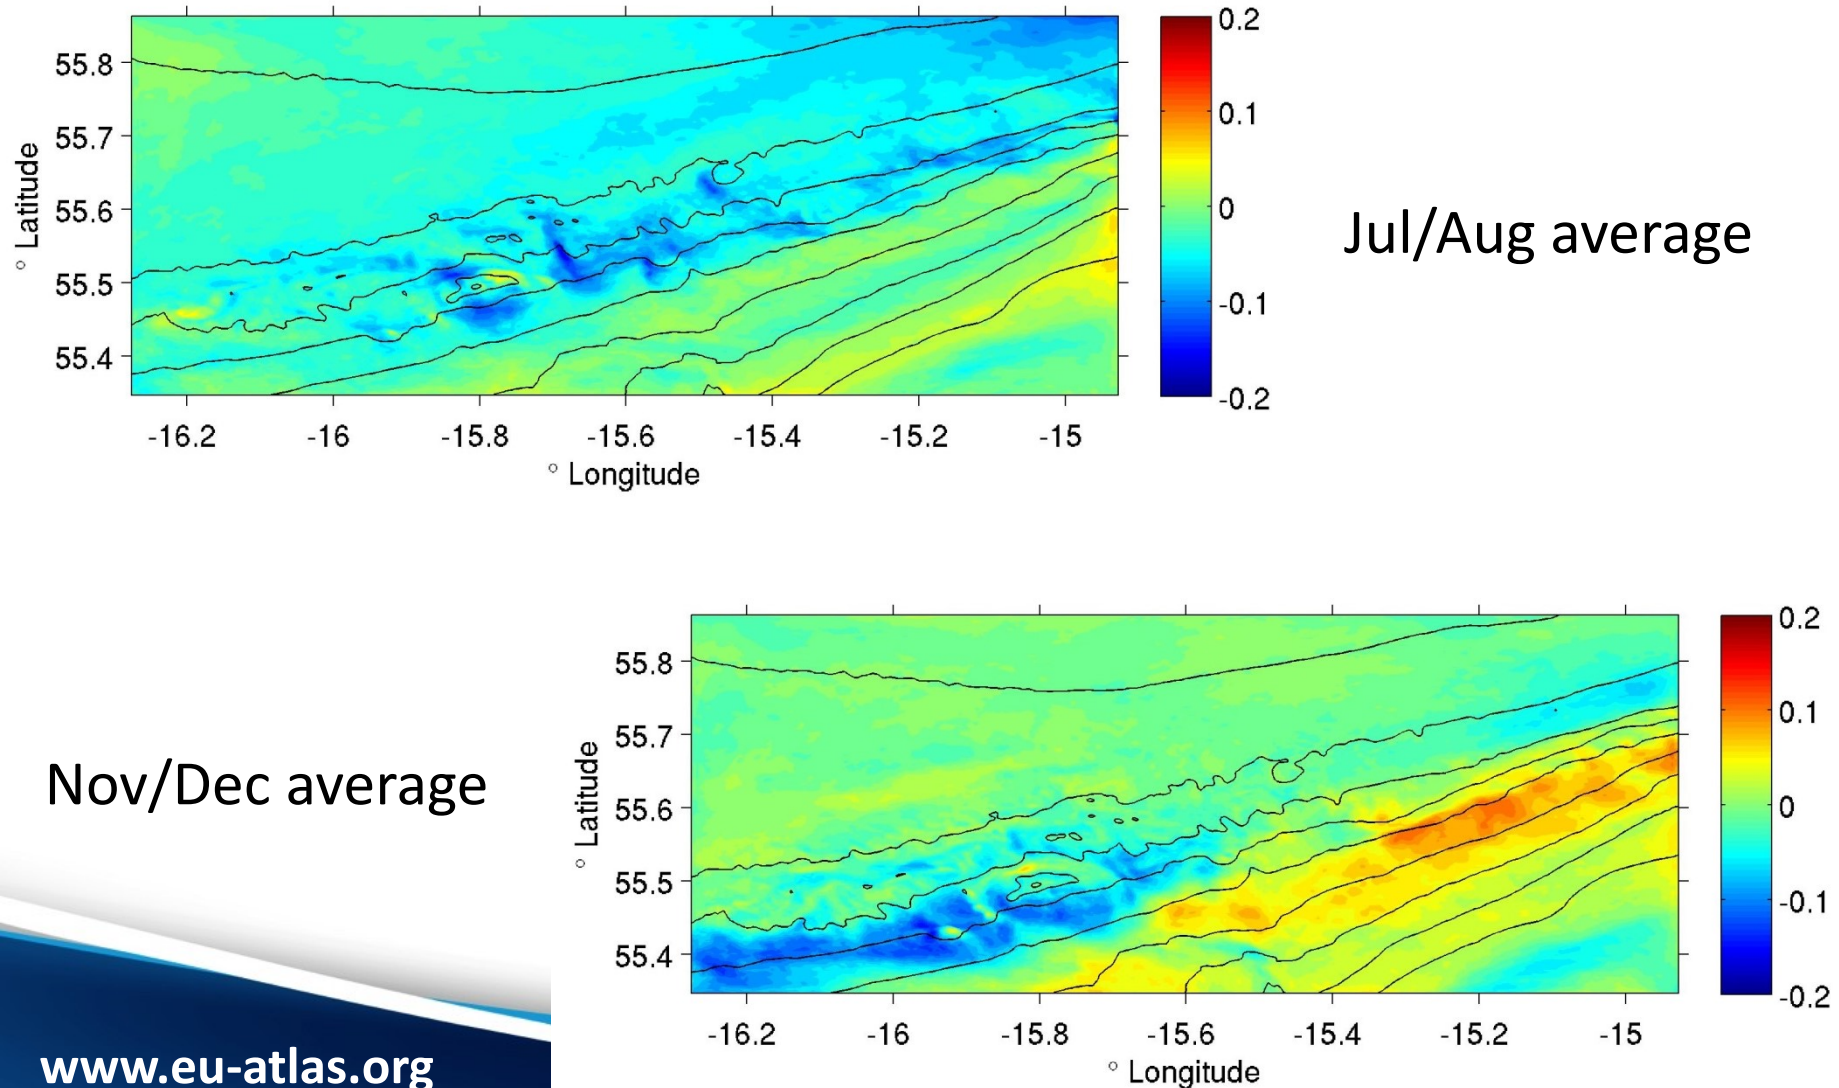 55.8
55.7
55.6
55.5
55.4
° Latitude
-16.2 -16 -15.8 -15.6 -15.4 -15.2 -15
° Longitude
0.2
0.1
0
-0.1
-0.2
Jul/Aug average
Nov/Dec average
55.8
55.7
55.6
55.5
55.4
° Latitude
-16.2 -16 -15.8 -15.6 -15.4 -15.2 -15
° Longitude
0.2
0.1
0
-0.1
-0.2
www.eu-atlas.org